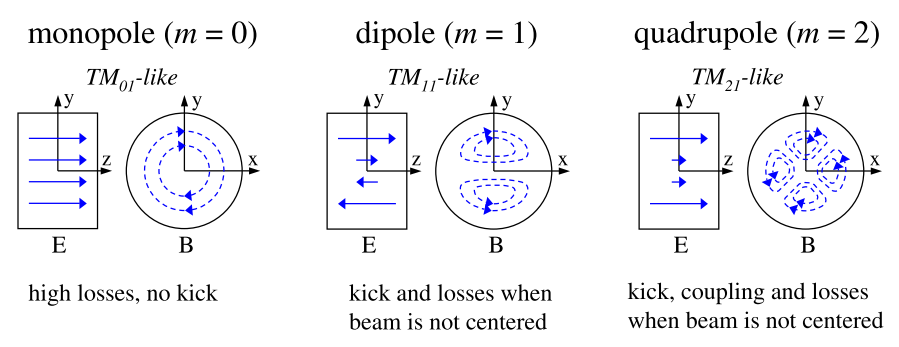 monopole (m = 0)
dipole (m = 1)
quadrupole (m = 2)
TM01-like
TM11-like
TM21-like
y
y
y
y
y
y
z
x
z
x
z
x
E
B
E
B
E
B
high losses, no kick
kick and losses when
beam is not centered
kick, coupling and losses
when beam is not centered